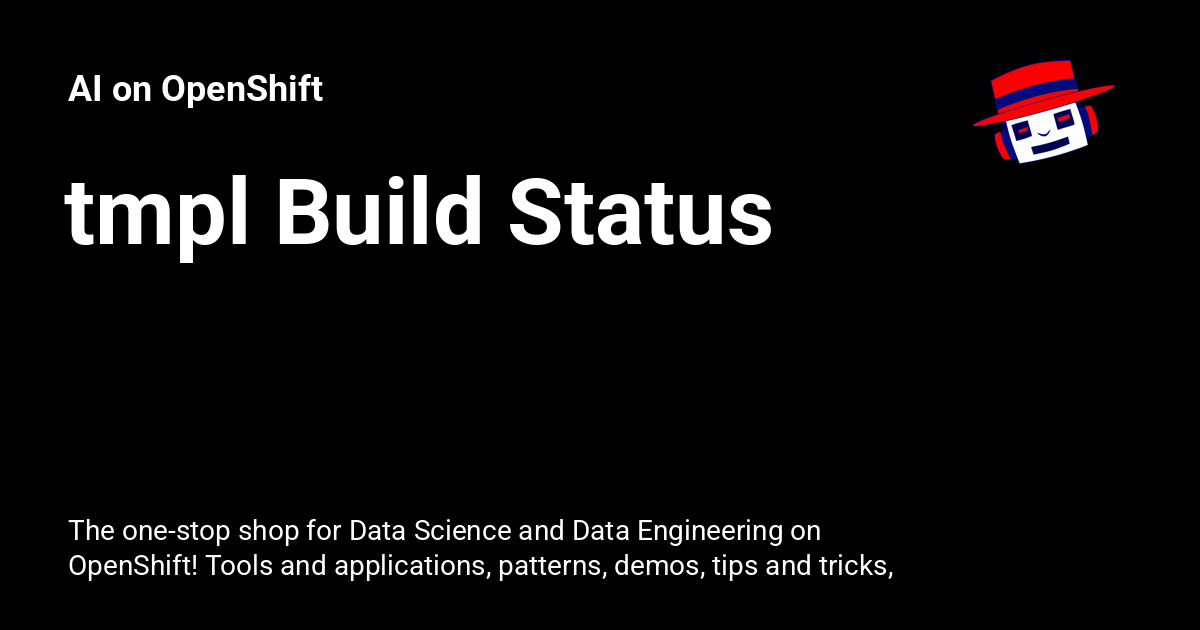 AI on OpenShift
tmpl Build Status
The one-stop shop for Data Science and Data Engineering on
OpenShift! Tools and applications, patterns, demos, tips and tricks,